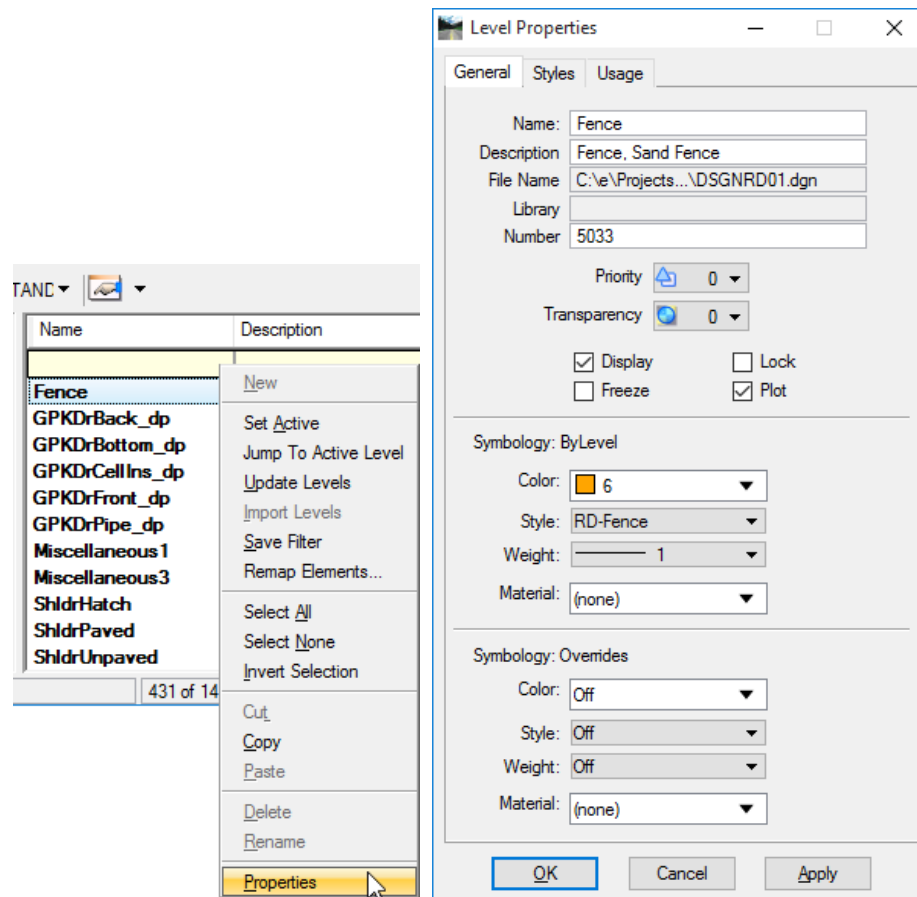 TAND
Name Description
Fence
GPKDrBack_dp
GPKDrBottom_dp
GPKDrCellIns_dp
GPKDrFront_dp
GPKDrPipe_dp
Miscellaneous1
Miscellaneous3
ShldrHatch
ShldrPaved
ShldrUnpaved
431 of 14
New
Set Active
Jump To Active Level
Update Levels
Import Levels
Save Filter
Remap Elements...
Select All
Select None
Invert Selection
Cut
Copy
Paste
Delete
Rename
Properties
Level Properties
General Styles Usage
Name: Fence
Description Fence, Sand Fence
File Name C:\e\Projects...\DSGNRD01.dgn
Library
Number 5033
Priority 0
Transparency 0
Display Lock
Freeze Plot
Symbology: ByLevel
Color: 6
Style: RD-Fence
Weight: 1
Material: (none)
Symbology: Overrides
Color: Off
Style: Off
Weight: Off
Material: (none)
OK Cancel Apply